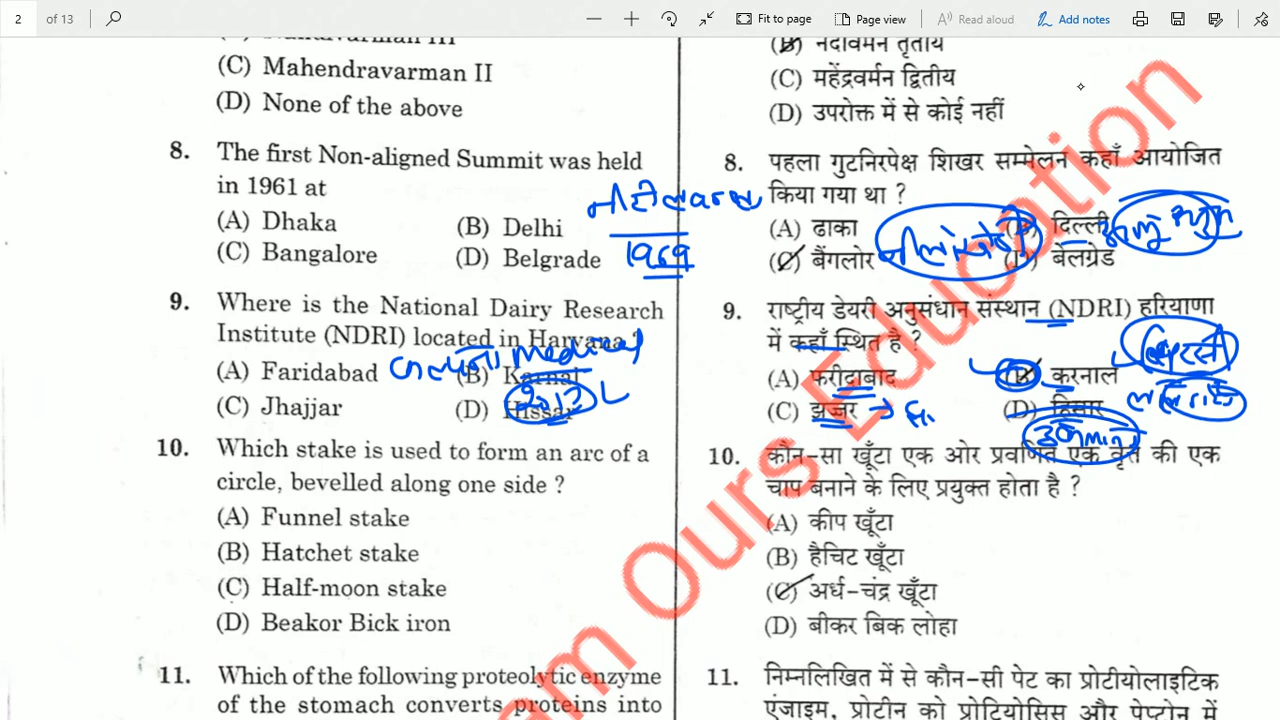 2 of 13
Fit to page
Page view
Read aloud
Add notes
(C) Mahendravarman II
(D) None of the above
8. The first Non-aligned Summit was held
in 1961 at
(A) Dhaka (B) Delhi
(C) Bangalore (D) Belgrade
1969
9. Where is the National Dairy Research
Institute (NDRI) located in Haryana ?
medical
(A) Faridabad (B) Karnal
(C) Jhajjar (D) Hissar
10. Which stake is used to form an arc of a
circle, bevelled along one side ?
(A) Funnel stake
(B) Hatchet stake
(C) Half-moon stake
(D) Beakor Bick iron
11. Which of the following proteolytic enzyme
of the stomach converts proteins into
(B) नंदीवर्मन तृतीय
(C) महेंद्रवर्मन द्वितीय
(D) उपरोक्त में से कोई नहीं
8. पहला गुटनिरपेक्ष शिखर सम्मेलन कहाँ आयोजित
किया गया था ?
(A) ढाका (B) दिल्ली
(C) बैंगलोर (D) बेलग्रेड
9. राष्ट्रीय डेयरी अनुसंधान संस्थान (NDRI) हरियाणा
में कहाँ स्थित है ?
(A) फरीदाबाद (B) करनाल
(C) झज्जर (D) हिसार
10. कौन-सा खूँटा एक ओर प्रवणित एक वृत्त की एक
चाप बनाने के लिए प्रयुक्त होता है ?
(A) कीप खूँटा
(B) हैचिट खूँटा
(C) अर्ध-चंद्र खूँटा
(D) बीकर बिक लोहा
11. निम्नलिखित में से कौन-सी पेट का प्रोटीयोलाइटिक
एंजाइम, प्रोटीन को प्रोटियोसिस और पेप्टोन में
am Ours Education